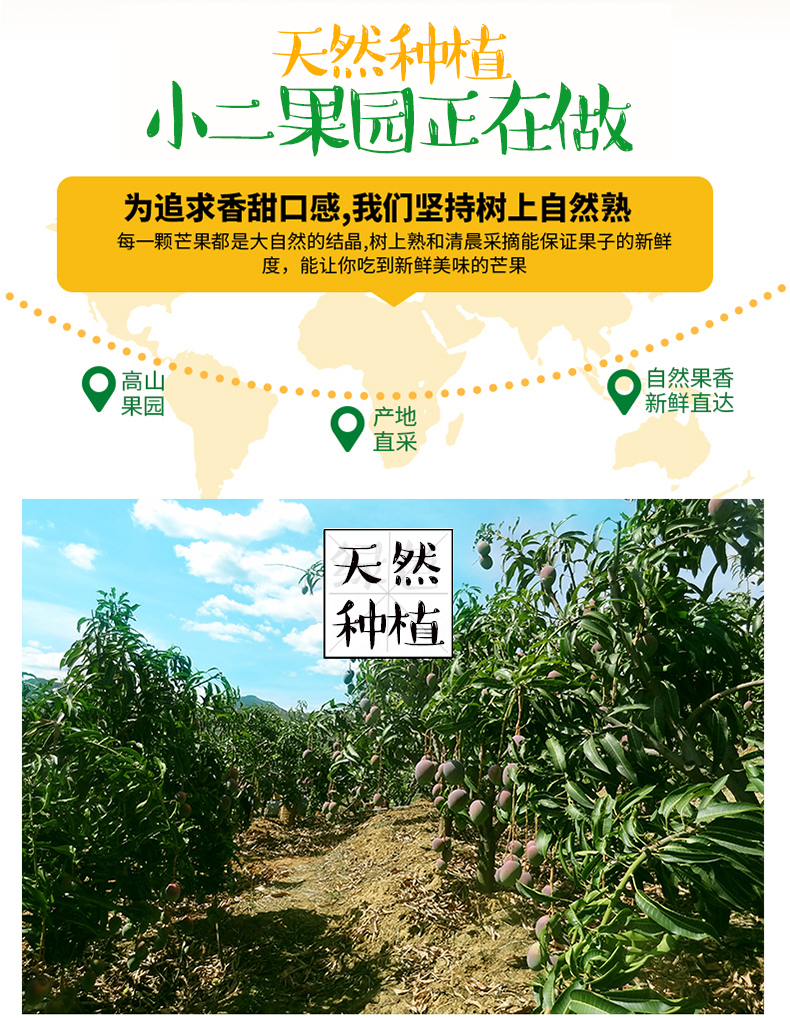 天然种植
小二果园正在做
为追求香甜口感,我们坚持树上自然熟
每一颗芒果都是大自然的结晶,树上熟和清晨采摘能保证果子的新鲜
度，能让你吃到新鲜美味的芒果
高山
果园
产地
直采
自然果香
新鲜直达
天然
种植